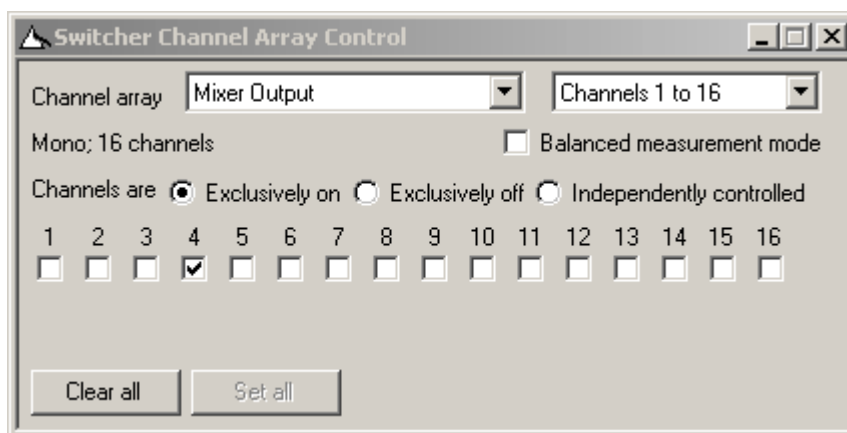 Switcher Channel Array Control
Channel array Mixer Output Channels 1 to 16
Mono; 16 channels Balanced measurement mode
Channels are Exclusively on Exclusively off Independently controlled
1 2 3 4 5 6 7 8 9 10 11 12 13 14 15 16
Clear all Set all